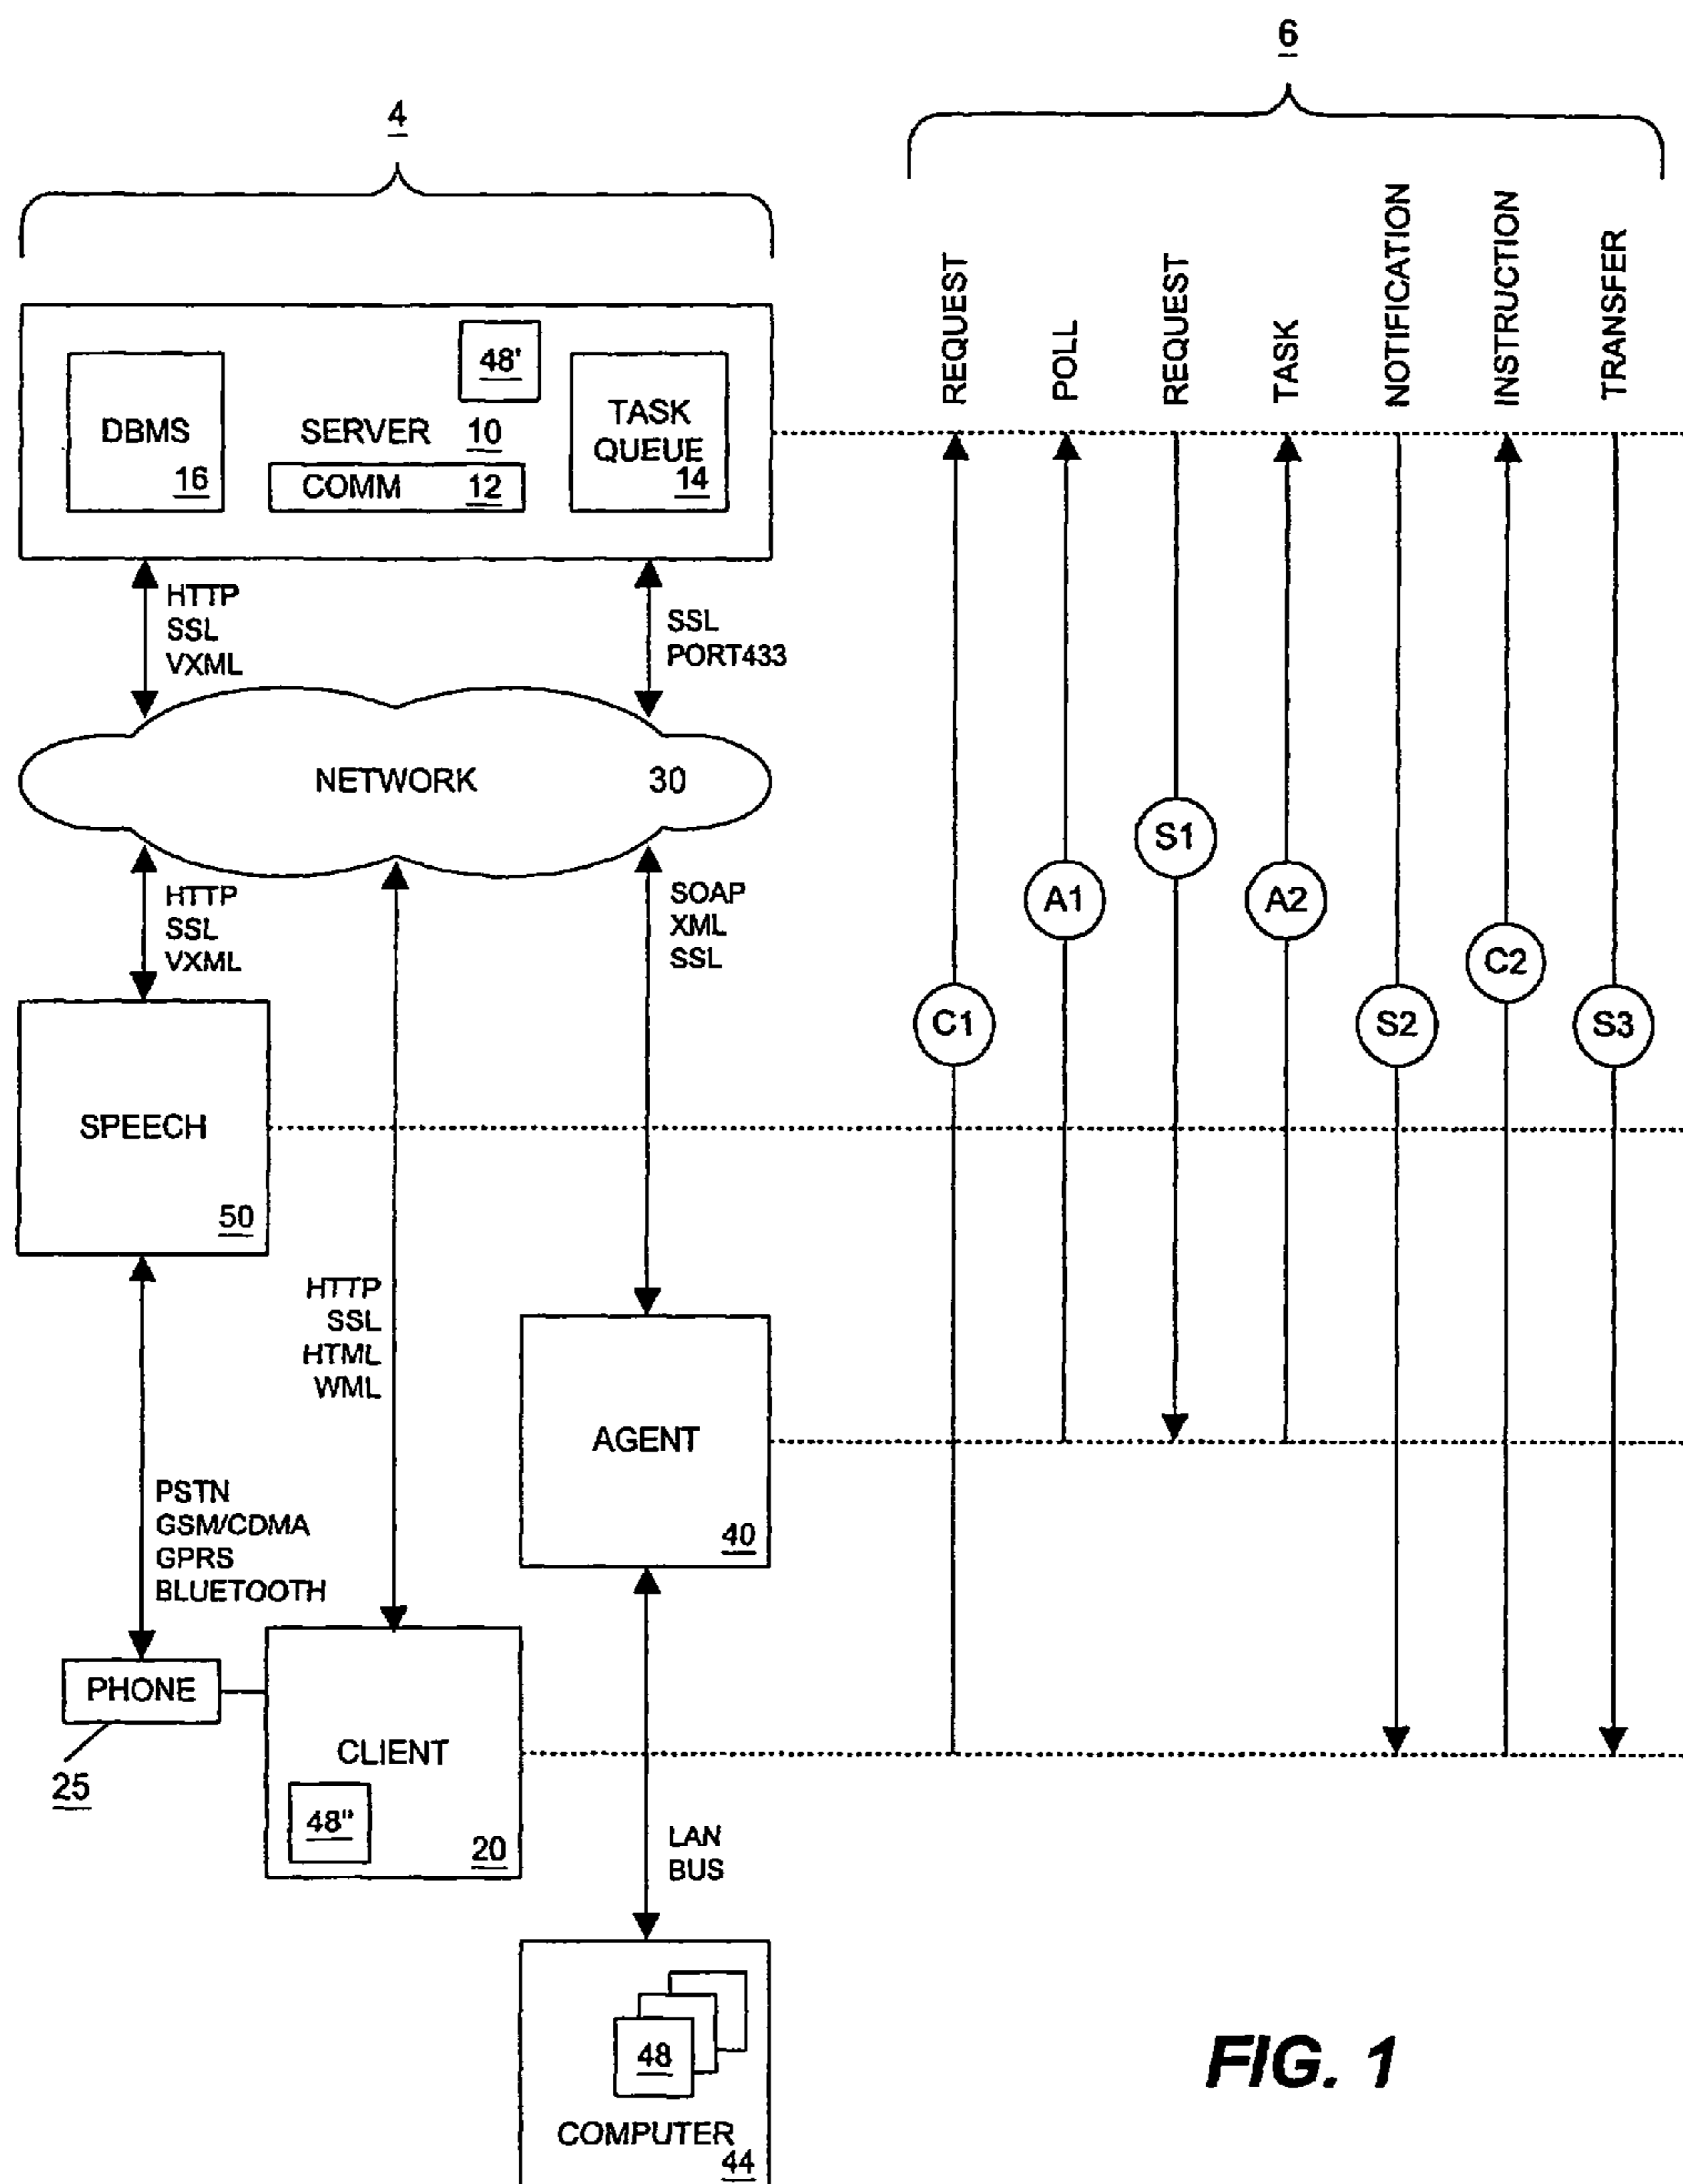 6
4
REQUEST
POLL
REQUEST
TASK
NOTIFICATION
INSTRUCTION
TRANSFER
48'
DBMS
16
SERVER 10
COMM 12
TASK
QUEUE
14
HTTP
SSL
VXML
SSL
PORT433
NETWORK 30
HTTP
SSL
VXML
SOAP
XML
SSL
S1
A1
A2
C2
C1
S2
S3
SPEECH
50
HTTP
SSL
HTML
WML
AGENT
40
PSTN
GSM/CDMA
GPRS
BLUETOOTH
PHONE
25
CLIENT
48"
20
LAN
BUS
48
COMPUTER
44
FIG. 1